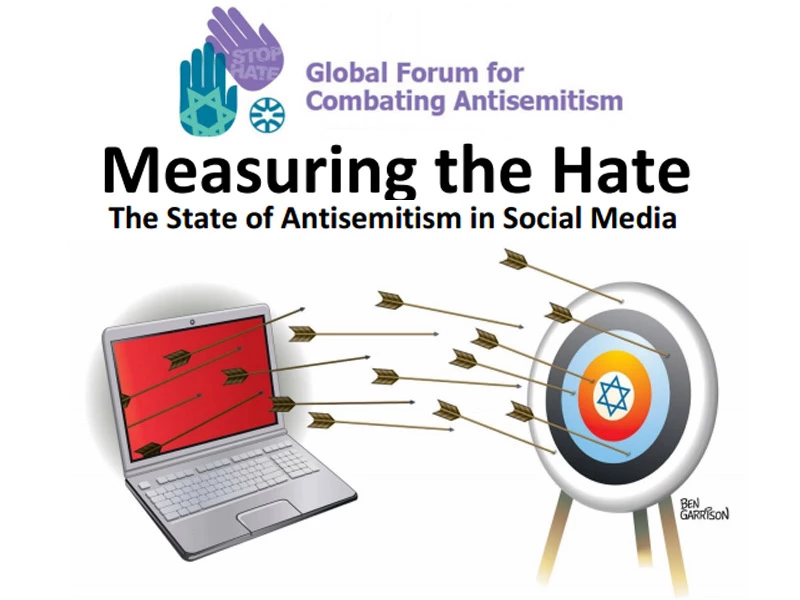 STOP
HATE
Global Forum for
Combating Antisemitism
Measuring the Hate
The State of Antisemitism in Social Media
BEN
GARRISON